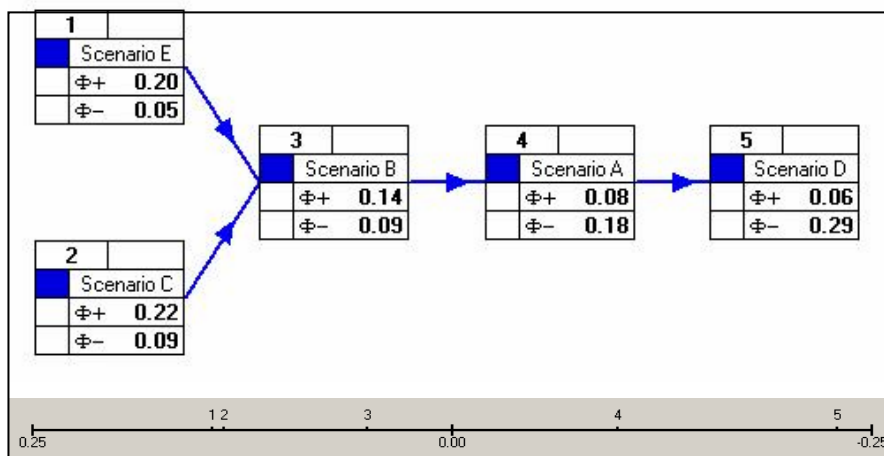 1
Scenario E
Φ+ 0.20
Φ− 0.05
2
Scenario C
Φ+ 0.22
Φ− 0.09
3
Scenario B
Φ+ 0.14
Φ− 0.09
4
Scenario A
Φ+ 0.08
Φ− 0.18
5
Scenario D
Φ+ 0.06
Φ− 0.29
1 2 3 4 5
0.25 0.00 -0.25